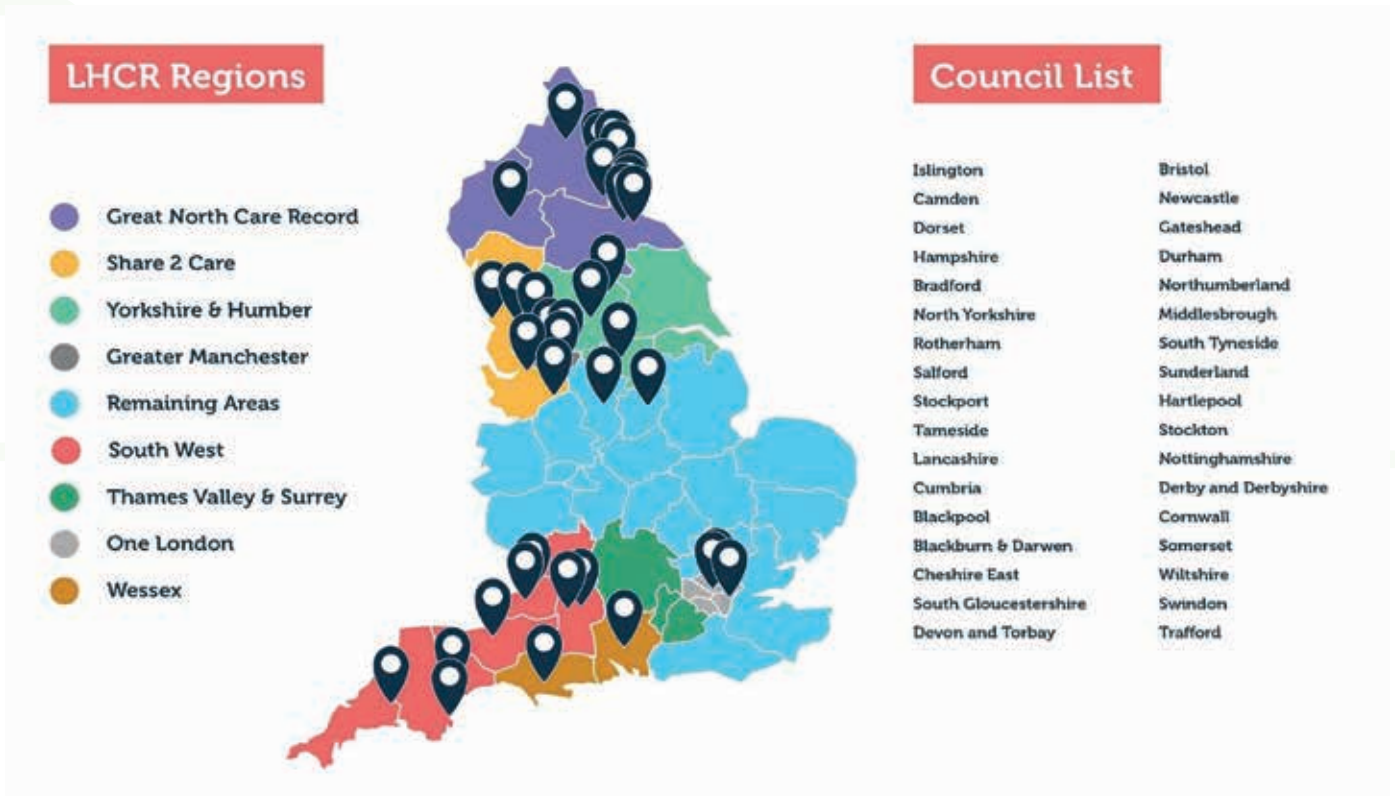 LHCR Regions
Great North Care Record
Share 2 Care
Yorkshire & Humber
Greater Manchester
Remaining Areas
South West
Thames Valley & Surrey
One London
Wessex
Council List
Islington
Camden
Dorset
Hampshire
Bradford
North Yorkshire
Rotherham
Salford
Stockport
Tameside
Lancashire
Cumbria
Blackpool
Blackburn & Darwen
Cheshire East
South Gloucestershire
Devon and Torbay
Bristol
Newcastle
Gateshead
Durham
Northumberland
Middlesbrough
South Tyneside
Sunderland
Hartlepool
Stockton
Nottinghamshire
Derby and Derbyshire
Cornwall
Somerset
Wiltshire
Swindon
Trafford